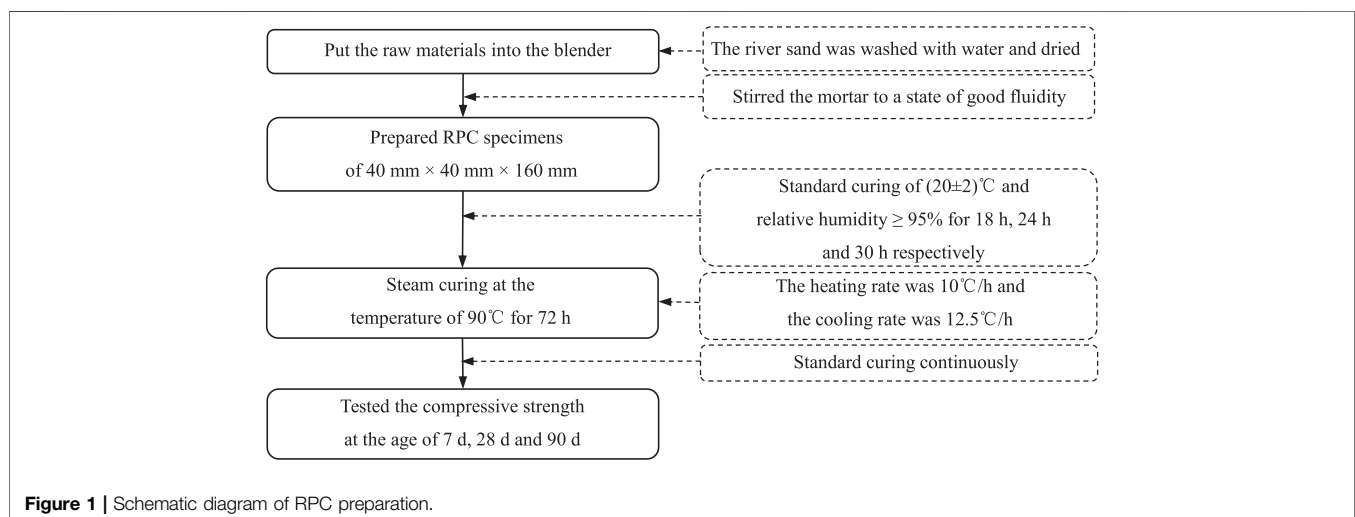 Put the raw materials into the blender
The river sand was washed with water and dried
Stirred the mortar to a state of good fluidity
Prepared RPC specimens
of 40 mm × 40 mm × 160 mm
Standard curing of (20±2)℃ and
relative humidity ≥ 95% for 18 h, 24 h
and 30 h respectively
Steam curing at the
temperature of 90℃ for 72 h
The heating rate was 10℃/h and
the cooling rate was 12.5℃/h
Standard curing continuously
Tested the compressive strength
at the age of 7 d, 28 d and 90 d
Figure 1 | Schematic diagram of RPC preparation.